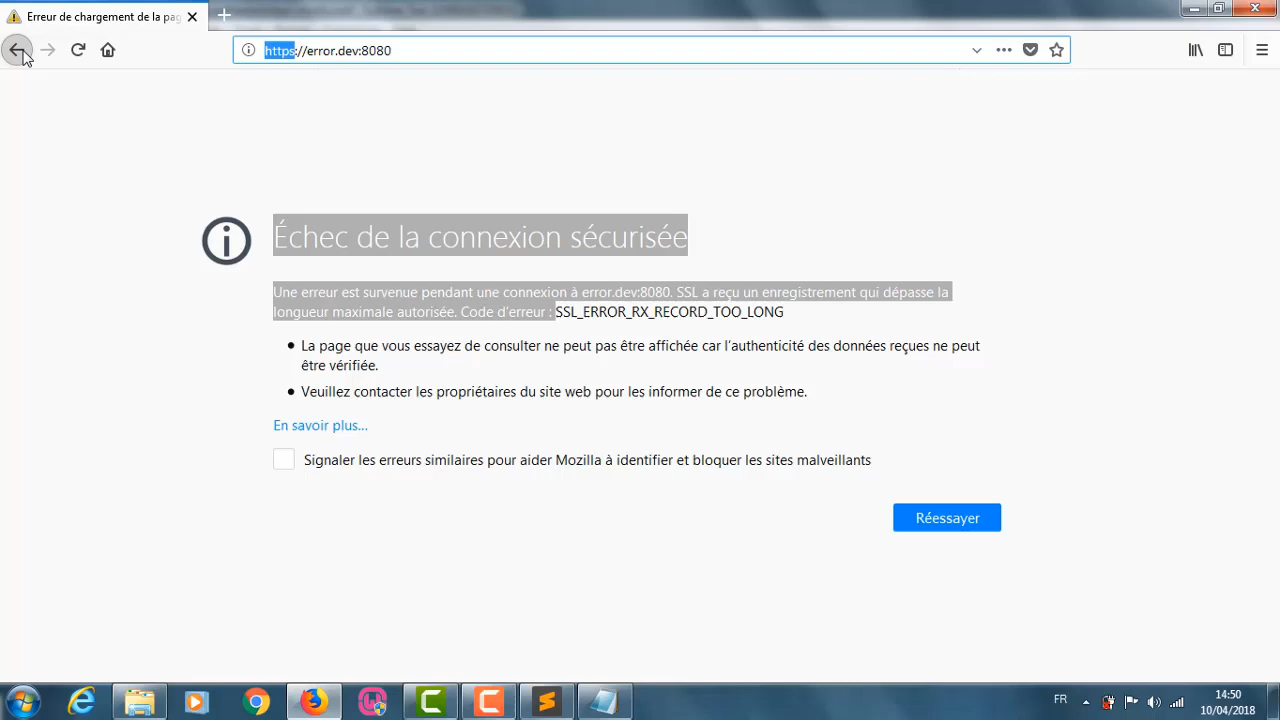 Erreur de chargement de la pag
https://error.dev:8080
Échec de la connexion sécurisée
Une erreur est survenue pendant une connexion à error.dev:8080. SSL a reçu un enregistrement qui dépasse la
longueur maximale autorisée. Code d'erreur : SSL_ERROR_RX_RECORD_TOO_LONG
La page que vous essayez de consulter ne peut pas être affichée car l'authenticité des données reçues ne peut
être vérifiée.
Veuillez contacter les propriétaires du site web pour les informer de ce problème.
En savoir plus...
Signaler les erreurs similaires pour aider Mozilla à identifier et bloquer les sites malveillants
Réessayer
FR
14:50
10/04/2018